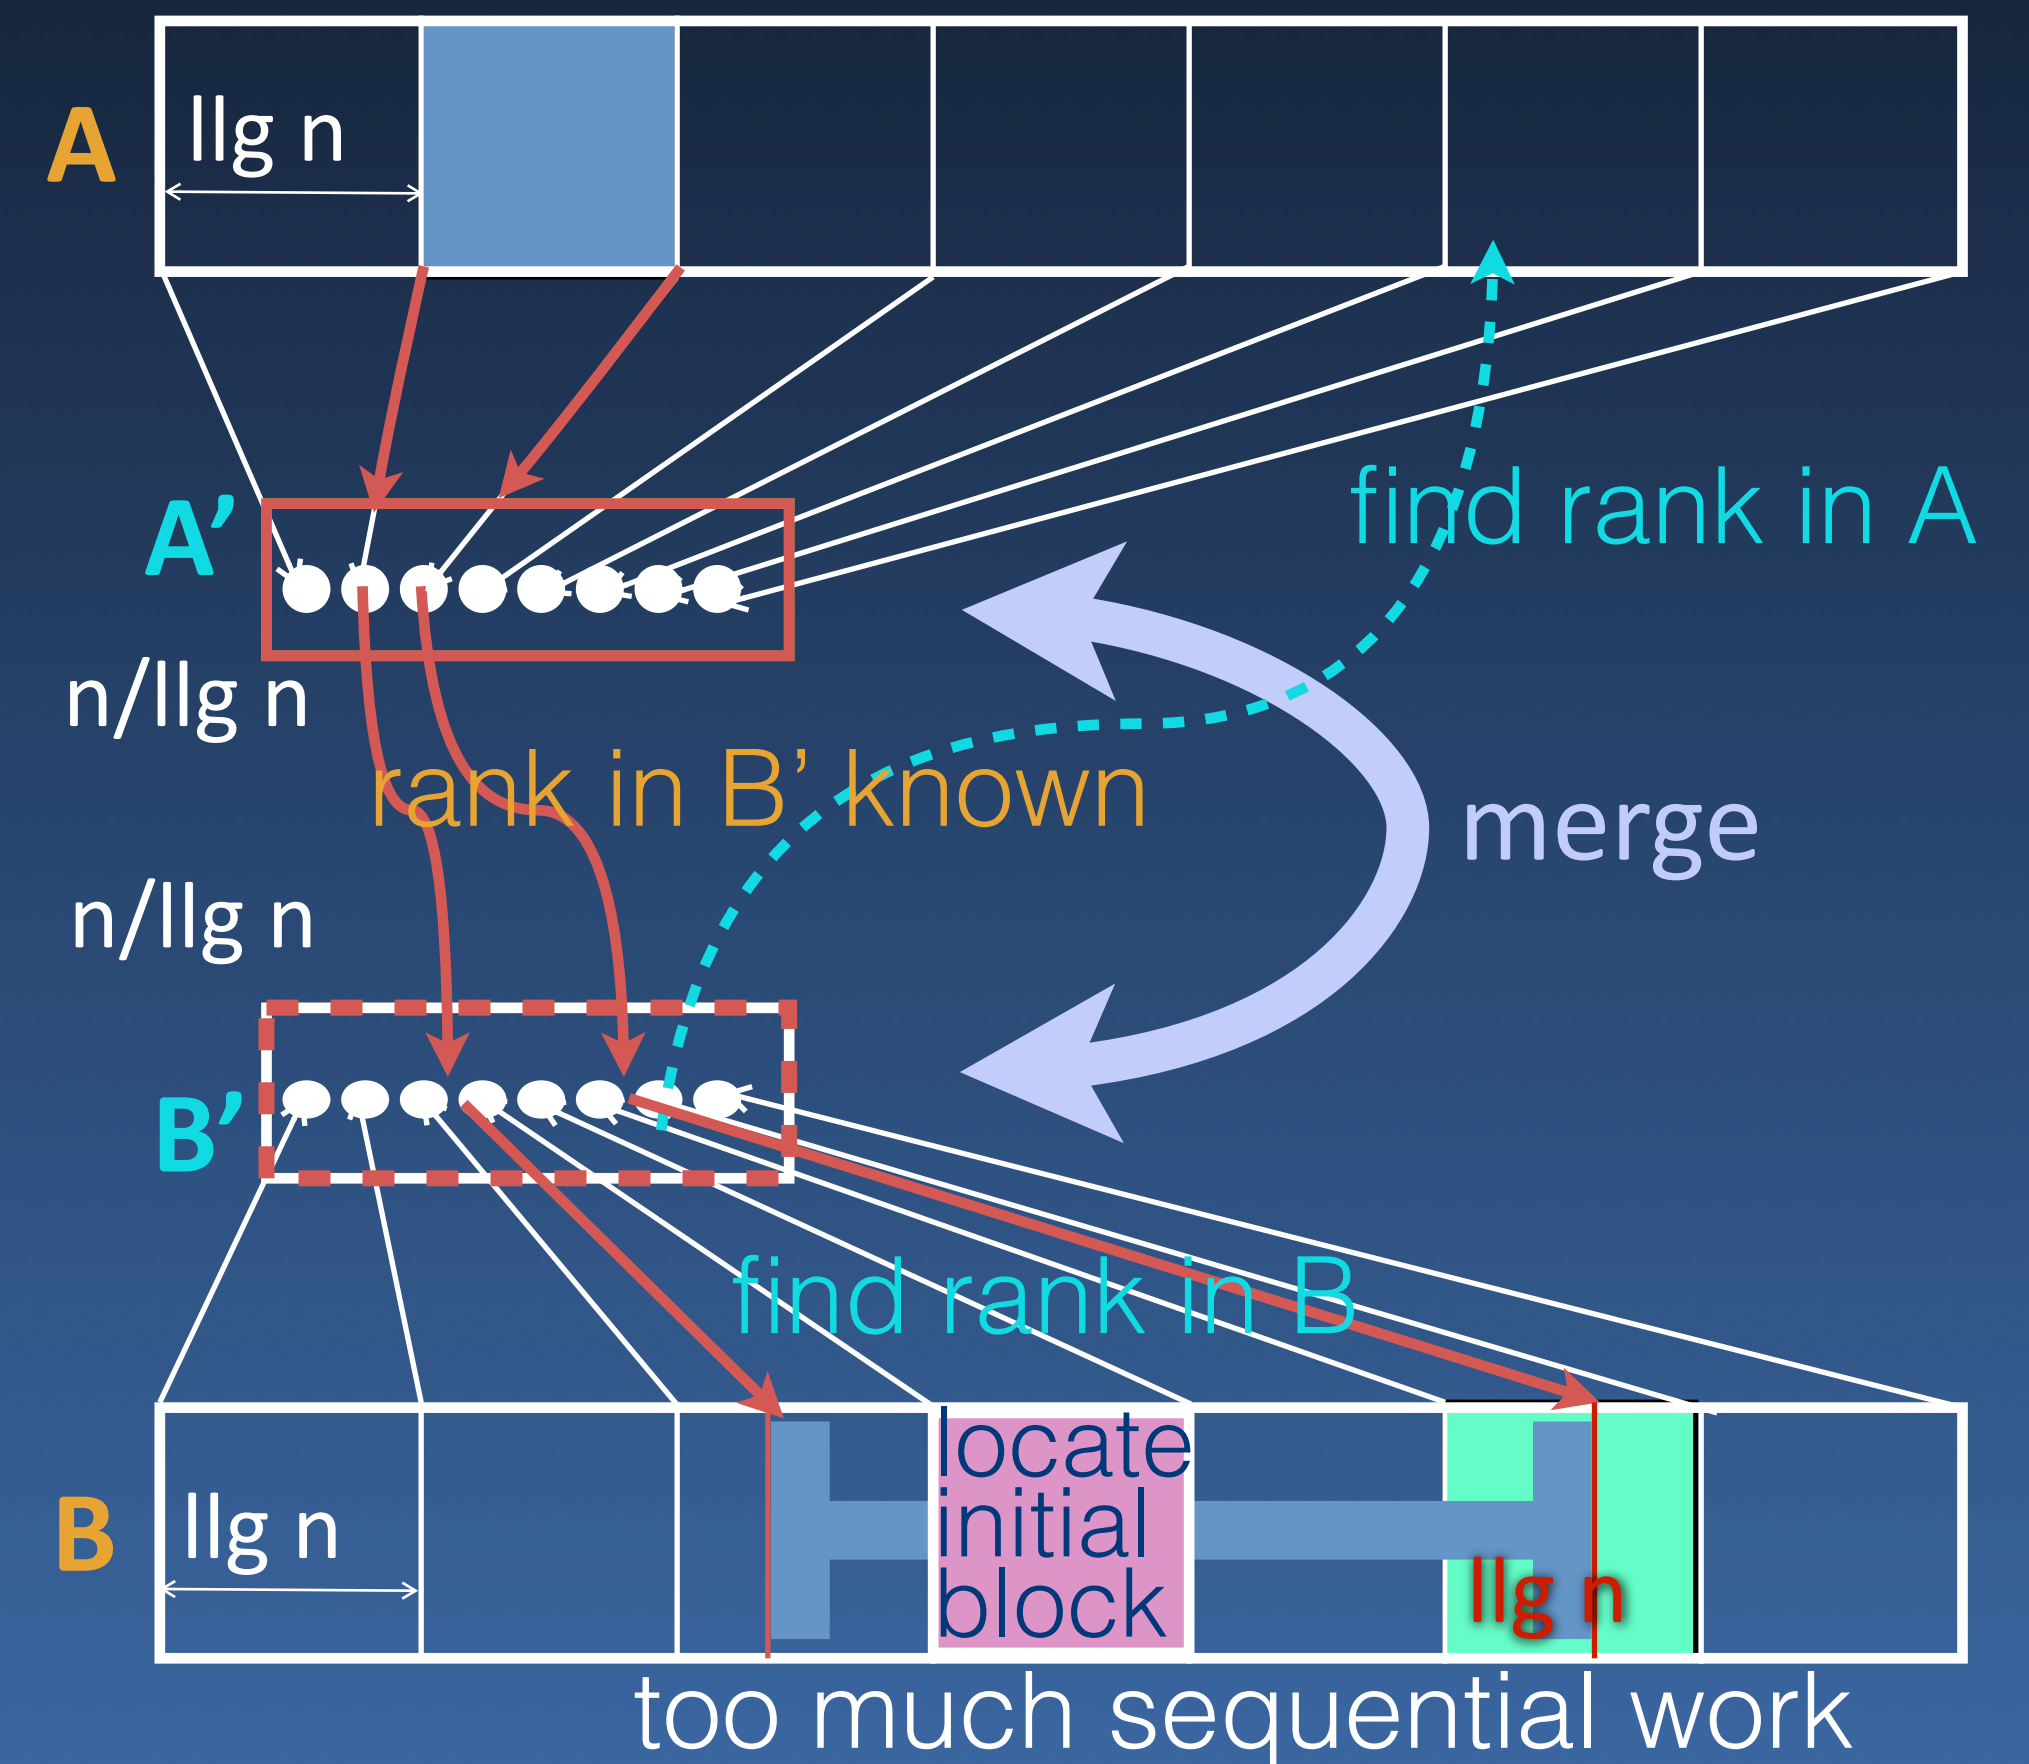 A
llg n
A’
find rank in A
n/llg n
rank in B’ known
merge
n/llg n
B’
find rank in B
B
llg n
locate
initial
block
llg n
too much sequential work